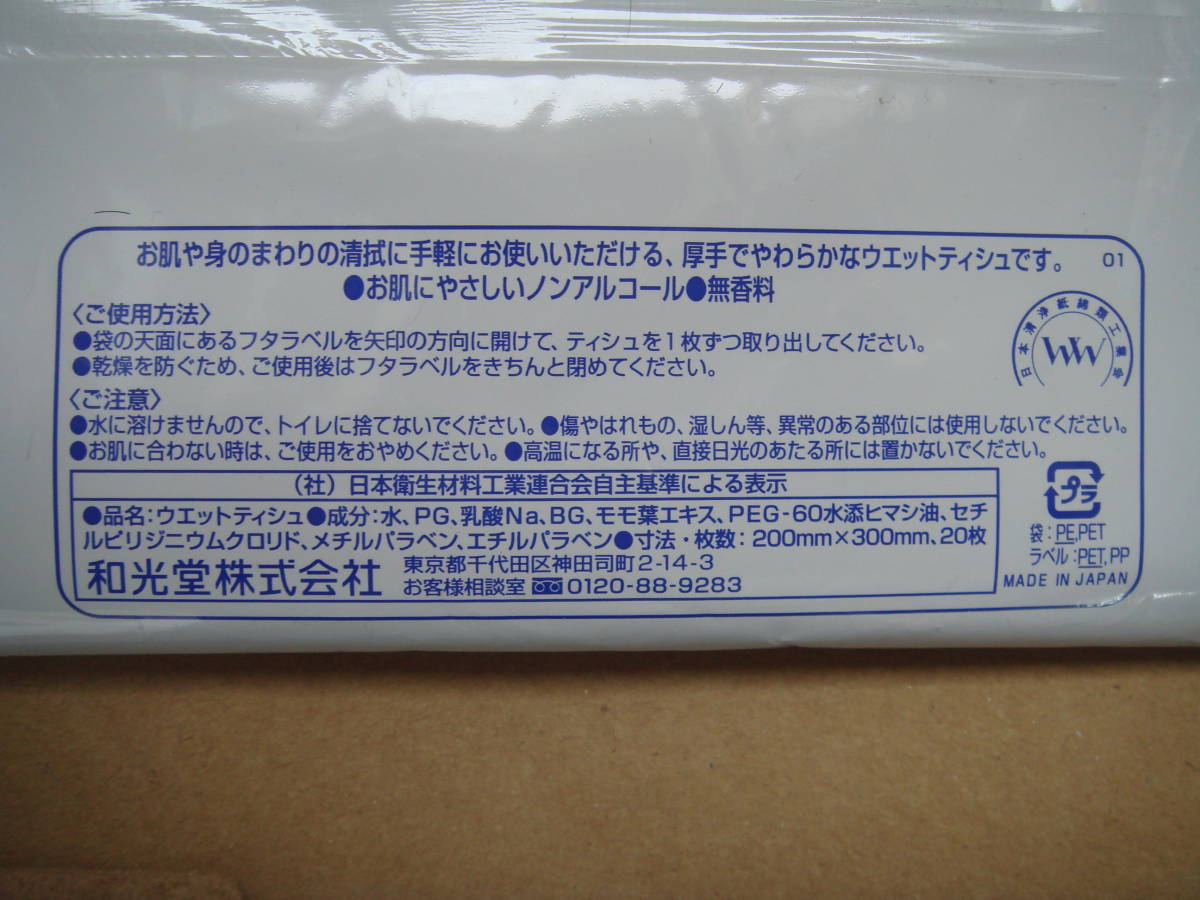 お肌や身のまわりの清拭に手軽にお使いいただける、厚手でやわらかなウエットティシュです。 01
●お肌にやさしいノンアルコール●無香料
〈ご使用方法〉
●袋の天面にあるフタラベルを矢印の方向に開けて、ティシュを1枚ずつ取り出してください。
●乾燥を防ぐため、ご使用後はフタラベルをきちんと閉めてください。
日本清浄紙綿類工業会
〈ご注意〉
●水に溶けませんので、トイレに捨てないでください。●傷やはれもの、湿しん等、異常のある部位には使用しないでください。
●お肌に合わない時は、ご使用をおやめください。●高温になる所や、直接日光のあたる所には置かないでください。
(社)日本衛生材料工業連合会自主基準による表示
●品名:ウエットティシュ●成分:水、PG、乳酸Na、BG、モモ葉エキス、PEG-60水添ヒマシ油、セチ
ルピリジニウムクロリド、メチルパラベン、エチルパラベン●寸法・枚数:200mm×300mm、20枚
和光堂株式会社
東京都千代田区神田司町2-14-3
お客様相談室 0120-88-9283
プラ
袋:PE,PET
ラベル:PET,PP
MADE IN JAPAN